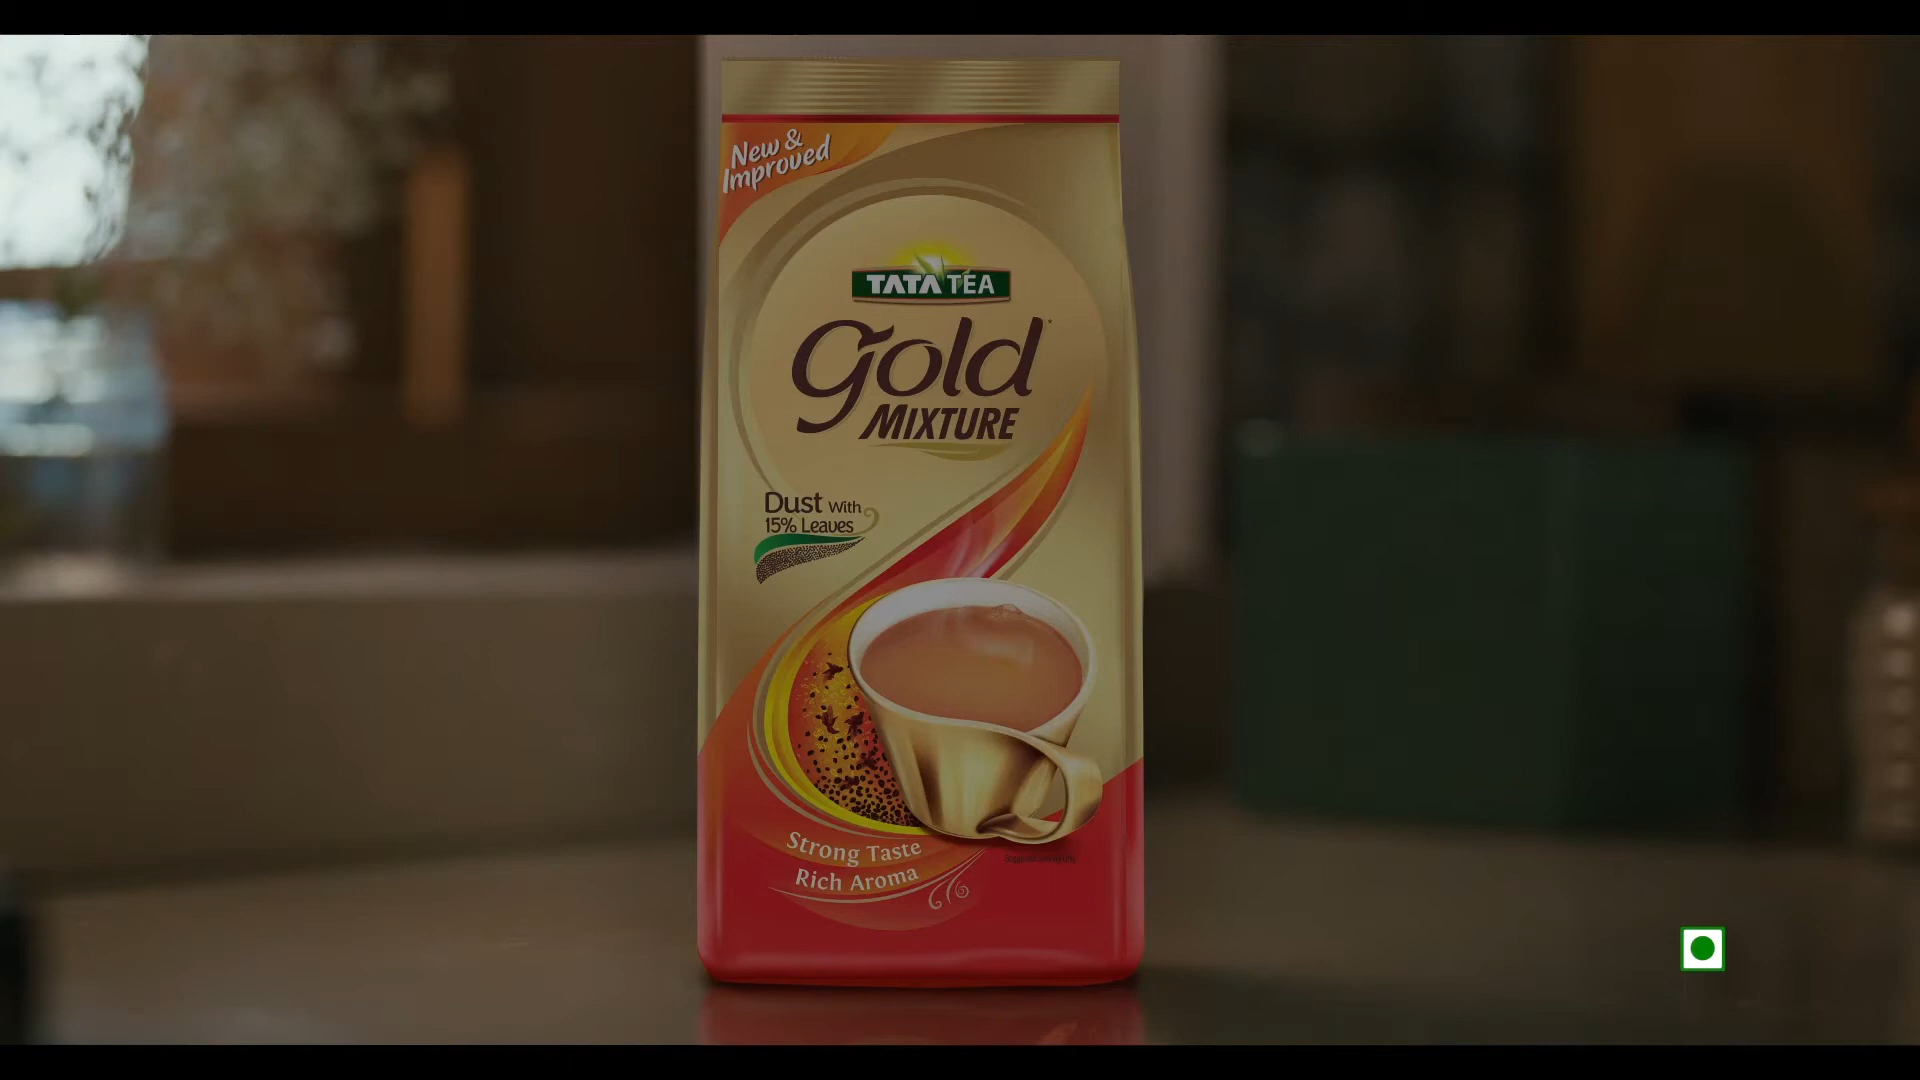 New &
Improved
TATA TEA
gold
MIXTURE
Dust With
15% Leaves
Strong Taste
Rich Aroma